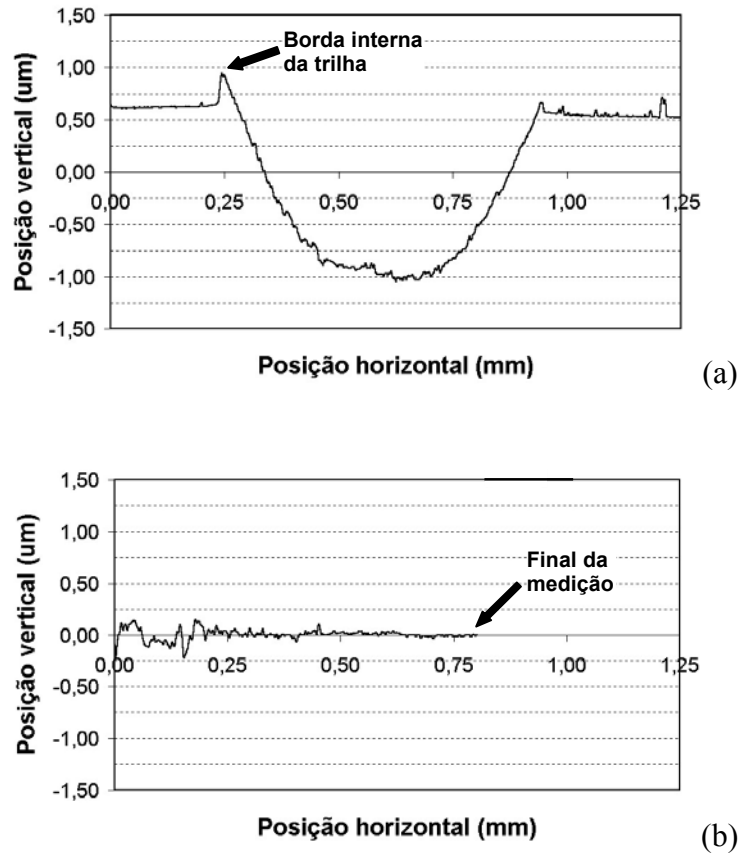 1,50
1,00
0,50
0,00
-0,50
-1,00
-1,50
Posição vertical (um)
Borda interna
da trilha
0,00 0,25 0,50 0,75 1,00 1,25
Posição horizontal (mm)
(a)
1,50
1,00
0,50
0,00
-0,50
-1,00
-1,50
Posição vertical (um)
Final da
medição
0,00 0,25 0,50 0,75 1,00 1,25
Posição horizontal (mm)
(b)